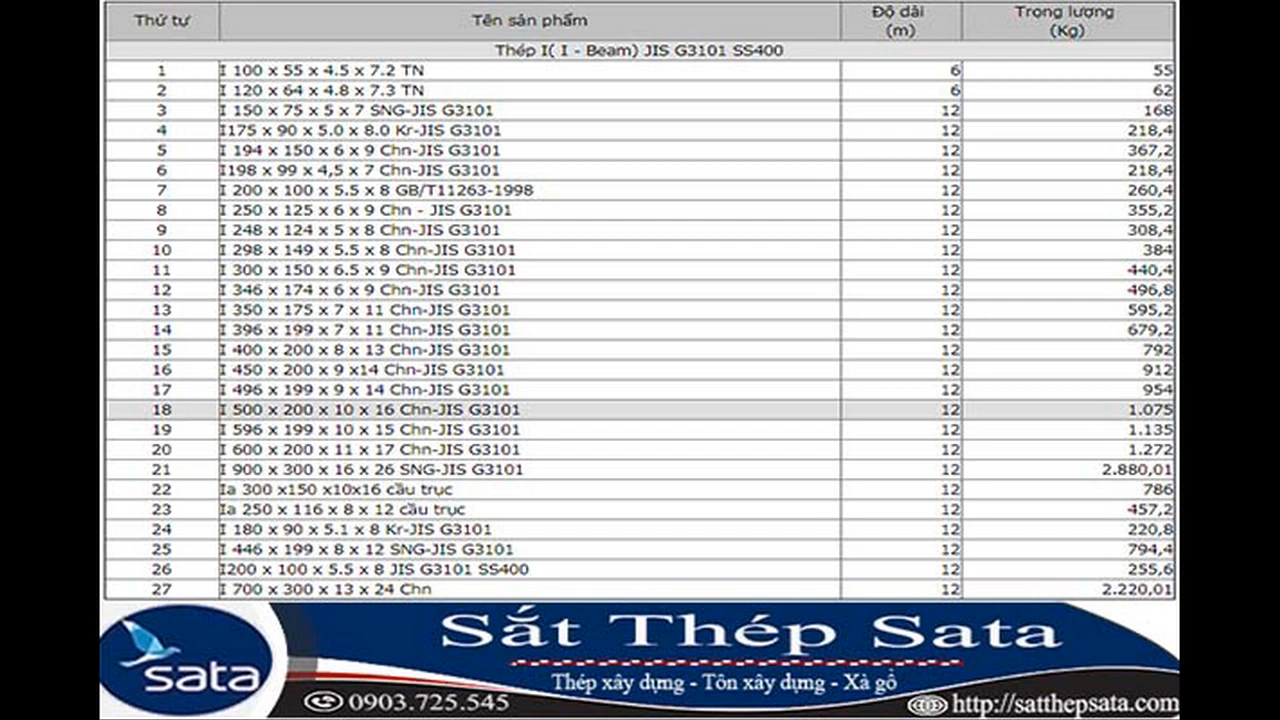 Thứ tự Tên sản phẩm Độ dài (m) Trọng lượng (Kg)
Thép I( I - Beam) JIS G3101 SS400
1 I 100 x 55 x 4.5 x 7.2 TN 6 55
2 I 120 x 64 x 4.8 x 7.3 TN 6 62
3 I 150 x 75 x 5 x 7 SNG-JIS G3101 12 168
4 I175 x 90 x 5.0 x 8.0 Kr-JIS G3101 12 218,4
5 I 194 x 150 x 6 x 9 Chn-JIS G3101 12 367,2
6 I198 x 99 x 4,5 x 7 Chn-JIS G3101 12 218,4
7 I 200 x 100 x 5.5 x 8 GB/T11263-1998 12 260,4
8 I 250 x 125 x 6 x 9 Chn - JIS G3101 12 355,2
9 I 248 x 124 x 5 x 8 Chn-JIS G3101 12 308,4
10 I 298 x 149 x 5.5 x 8 Chn-JIS G3101 12 384
11 I 300 x 150 x 6.5 x 9 Chn-JIS G3101 12 440,4
12 I 346 x 174 x 6 x 9 Chn-JIS G3101 12 496,8
13 I 350 x 175 x 7 x 11 Chn-JIS G3101 12 595,2
14 I 396 x 199 x 7 x 11 Chn-JIS G3101 12 679,2
15 I 400 x 200 x 8 x 13 Chn-JIS G3101 12 792
16 I 450 x 200 x 9 x14 Chn-JIS G3101 12 912
17 I 496 x 199 x 9 x 14 Chn-JIS G3101 12 954
18 I 500 x 200 x 10 x 16 Chn-JIS G3101 12 1.075
19 I 596 x 199 x 10 x 15 Chn-JIS G3101 12 1.135
20 I 600 x 200 x 11 x 17 Chn-JIS G3101 12 1.272
21 I 900 x 300 x 16 x 26 SNG-JIS G3101 12 2.880,01
22 Ia 300 x150 x10x16 cầu trục 12 786
23 Ia 250 x 116 x 8 x 12 cầu trục 12 457,2
24 I 180 x 90 x 5.1 x 8 Kr-JIS G3101 12 220,8
25 I 446 x 199 x 8 x 12 SNG-JIS G3101 12 794,4
26 I200 x 100 x 5.5 x 8 JIS G3101 SS400 12 255,6
27 I 700 x 300 x 13 x 24 Chn 12 2.220,01
Sắt Thép Sata
sata
Thép xây dựng - Tôn xây dựng - Xà gồ
0903.725.545
http://satthepsata.com